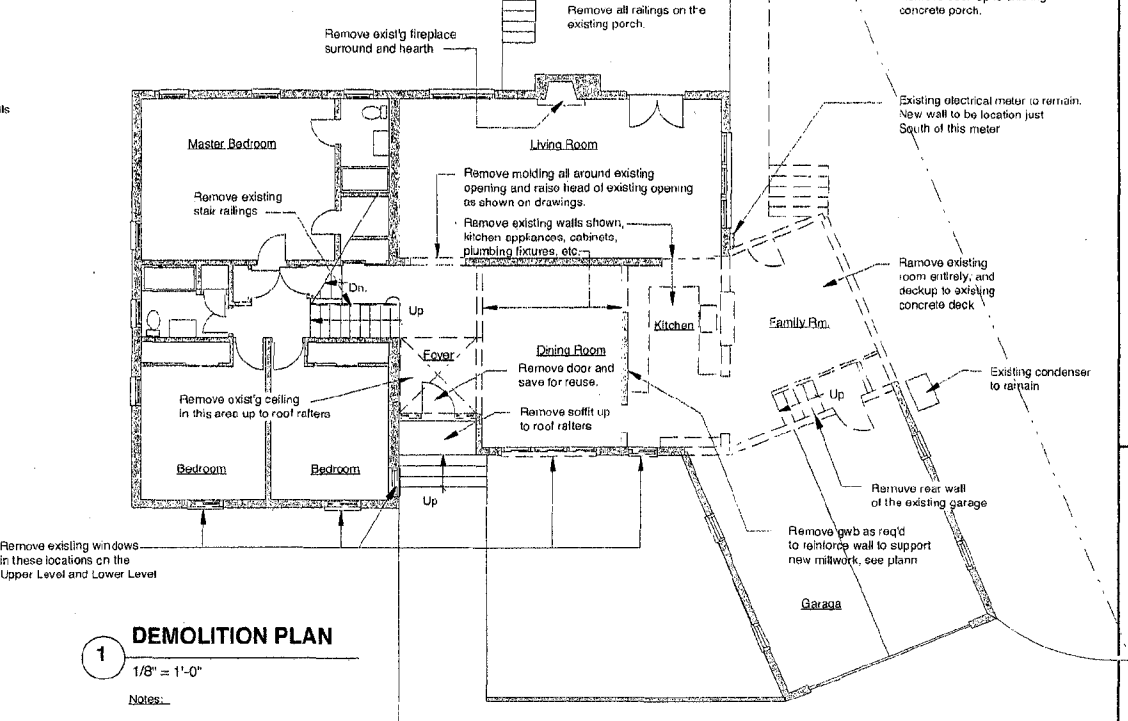 Remove all railings on the
existing porch.
concrete porch.
Remove exist'g fireplace
surround and hearth
Existing electrical meter to remain.
New wall to be location just
South of this meter
Master Bedroom
Living Room
Remove molding all around existing
opening and raise head of existing opening
as shown on drawings.
Remove existing
stair railings
Remove existing walls shown,
kitchen appliances, cabinets,
plumbing fixtures, etc.
Remove existing
room entirely, and
deckup to existing
concrete deck
Dn.
Up
Kitchen
Family Rm.
Foyer
Dining Room
Remove door and
save for reuse.
Existing condenser
to ramain
Up
Remove exist'g ceiling
in this area up to roof rafters
Remove soffit up
to roof rafters
Bedroom
Bedroom
Up
Remove rear wall
of the existing garage
Remove gwb as req'd
to reinforce wall to support
new millwork, see plann
Remove existing windows
in these locations on the
Upper Level and Lower Level
Garaga
1
DEMOLITION PLAN
1/8" = 1'-0"
Notes: